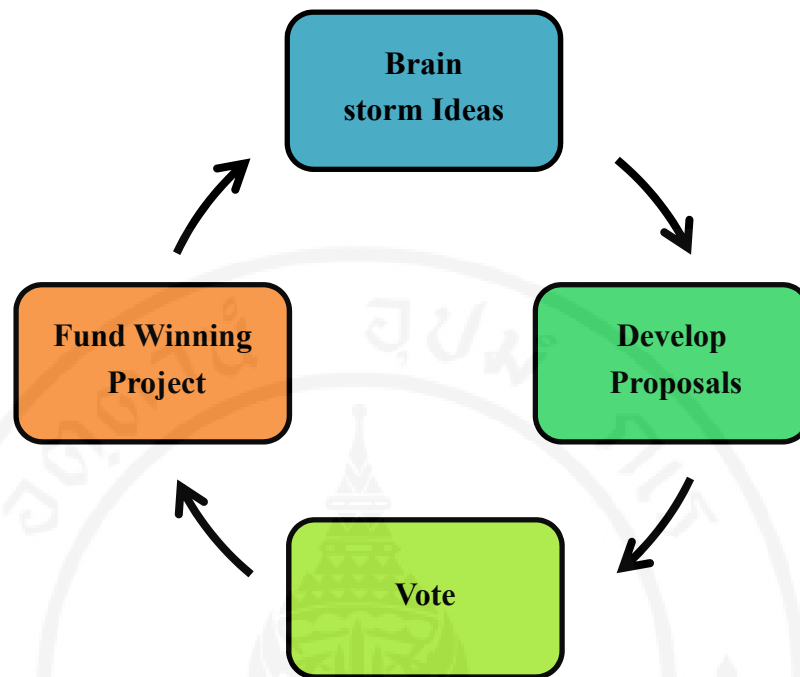 Brain
storm Ideas
Fund Winning
Project
Develop
Proposals
Vote